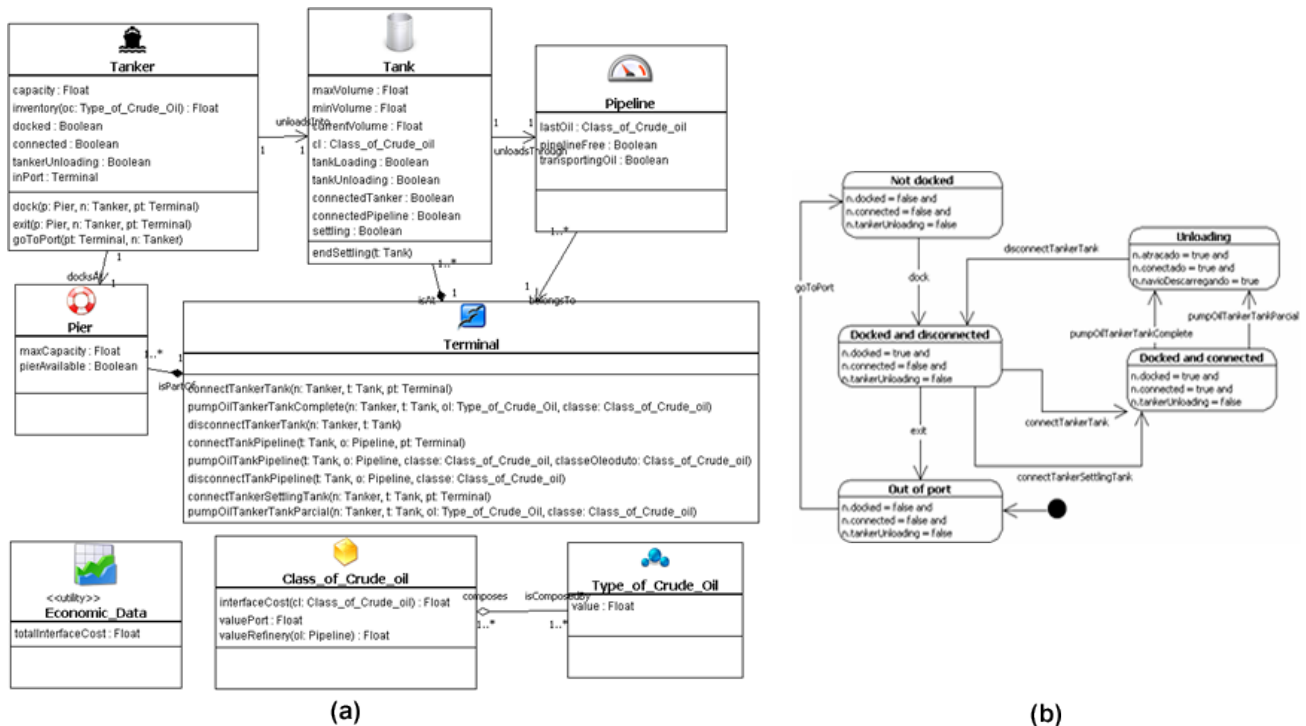 Tanker
capacity : Float
inventory(oc: Type_of_Crude_Oil) : Float
docked : Boolean
connected : Boolean
tankerUnloading : Boolean
inPort : Terminal
dock(p: Pier, n: Tanker, pt: Terminal)
exit(p: Pier, n: Tanker, pt: Terminal)
goToPort(pt: Terminal, n: Tanker)
unloadsInto
1
1
Tank
maxVolume : Float
minVolume : Float
currentVolume : Float
cl : Class_of_Crude_oil
tankLoading : Boolean
tankUnloading : Boolean
connectedTanker : Boolean
connectedPipeline : Boolean
settling : Boolean
endSettling(t: Tank)
1
1
unloadsThrough
Pipeline
lastOil : Class_of_Crude_oil
pipelineFree : Boolean
transportingOil : Boolean
1
docksAt
1
1..*
isAt
1
1..*
1
belongsTo
Pier
maxCapacity : Float
pierAvailable : Boolean
1..*
1
isPartOf
Terminal
connectTankerTank(n: Tanker, t: Tank, pt: Terminal)
pumpOilTankerTankComplete(n: Tanker, t: Tank, ol: Type_of_Crude_Oil, classe: Class_of_Crude_oil)
disconnectTankerTank(n: Tanker, t: Tank)
connectTankPipeline(t: Tank, o: Pipeline, pt: Terminal)
pumpOilTankPipeline(t: Tank, o: Pipeline, classe: Class_of_Crude_oil, classeOleoduto: Class_of_Crude_oil)
disconnectTankPipeline(t: Tank, o: Pipeline, classe: Class_of_Crude_oil)
connectTankerSettlingTank(n: Tanker, t: Tank, pt: Terminal)
pumpOilTankerTankParcial(n: Tanker, t: Tank, ol: Type_of_Crude_Oil, classe: Class_of_Crude_oil)
<<utility>>
Economic_Data
totalInterfaceCost : Float
Class_of_Crude_oil
interfaceCost(cl: Class_of_Crude_oil) : Float
valuePort : Float
valueRefinery(ol: Pipeline) : Float
composes
isComposedBy
1..*
1..*
Type_of_Crude_Oil
value : Float
(a)
Not docked
n.docked = false and
n.connected = false and
n.tankerUnloading = false
goToPort
dock
disconnectTankerTank
Unloading
n.atracado = true and
n.conectado = true and
n.navioDescarregando = true
pumpOilTankerTankParcial
pumpOilTankerTankComplete
Docked and disconnected
n.docked = true and
n.connected = false and
n.tankerUnloading = false
Docked and connected
n.docked = true and
n.connected = true and
n.tankerUnloading = false
connectTankerTank
exit
connectTankerSettlingTank
Out of port
n.docked = false and
n.connected = false and
n.tankerUnloading = false
(b)